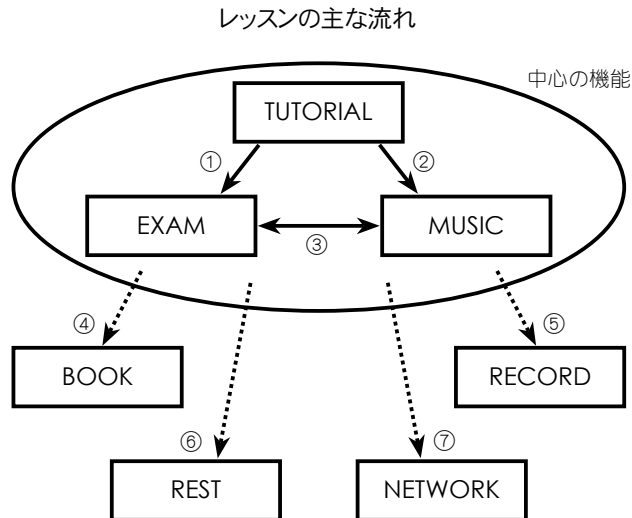 レッスンの主な流れ
中心の機能
TUTORIAL
①
②
EXAM
MUSIC
③
④
⑤
BOOK
RECORD
⑥
⑦
REST
NETWORK